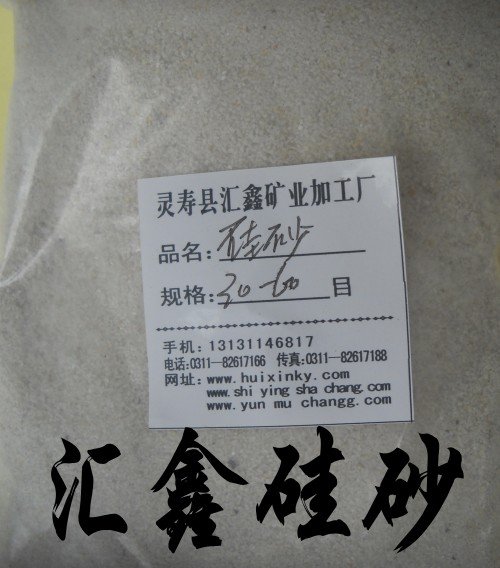 灵寿县汇鑫矿业加工厂
品名：硅砂
规格：30-60目
手机：13131146817
电话:0311—82617166 传真:0311—82617188
网址：www.huixinky.com
www.shi ying sha chang.com
www.yun mu changg.com
汇鑫硅砂